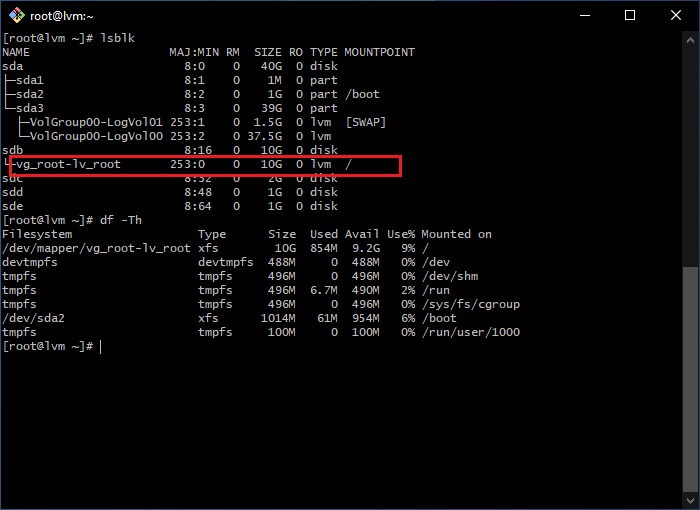 root@lvm:~
[root@lvm ~]# lsblk
NAME MAJ:MIN RM SIZE RO TYPE MOUNTPOINT
sda 8:0 0 40G 0 disk
├─sda1 8:1 0 1M 0 part
├─sda2 8:2 0 1G 0 part /boot
└─sda3 8:3 0 39G 0 part
├─VolGroup00-LogVol01 253:1 0 1.5G 0 lvm [SWAP]
└─VolGroup00-LogVol00 253:2 0 37.5G 0 lvm
sdb 8:16 0 10G 0 disk
└─vg_root-lv_root 253:0 0 10G 0 lvm /
sdc 8:32 0 2G 0 disk
sdd 8:48 0 1G 0 disk
sde 8:64 0 1G 0 disk
[root@lvm ~]# df -Th
Filesystem Type Size Used Avail Use% Mounted on
/dev/mapper/vg_root-lv_root xfs 10G 854M 9.2G 9% /
devtmpfs devtmpfs 488M 0 488M 0% /dev
tmpfs tmpfs 496M 0 496M 0% /dev/shm
tmpfs tmpfs 496M 6.7M 490M 2% /run
tmpfs tmpfs 496M 0 496M 0% /sys/fs/cgroup
/dev/sda2 xfs 1014M 61M 954M 6% /boot
tmpfs tmpfs 100M 0 100M 0% /run/user/1000
[root@lvm ~]#